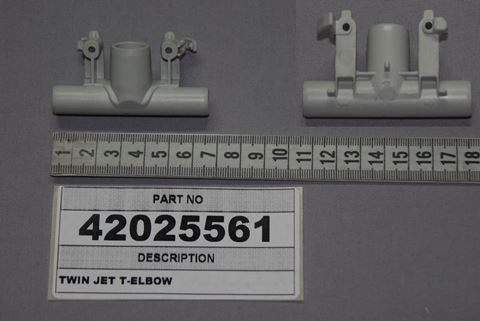 1 2 3 4 5 6 7 8 9 10 11 12 13 14 15 16 17 18
PART NO
42025561
DESCRIPTION
TWIN JET T-ELBOW